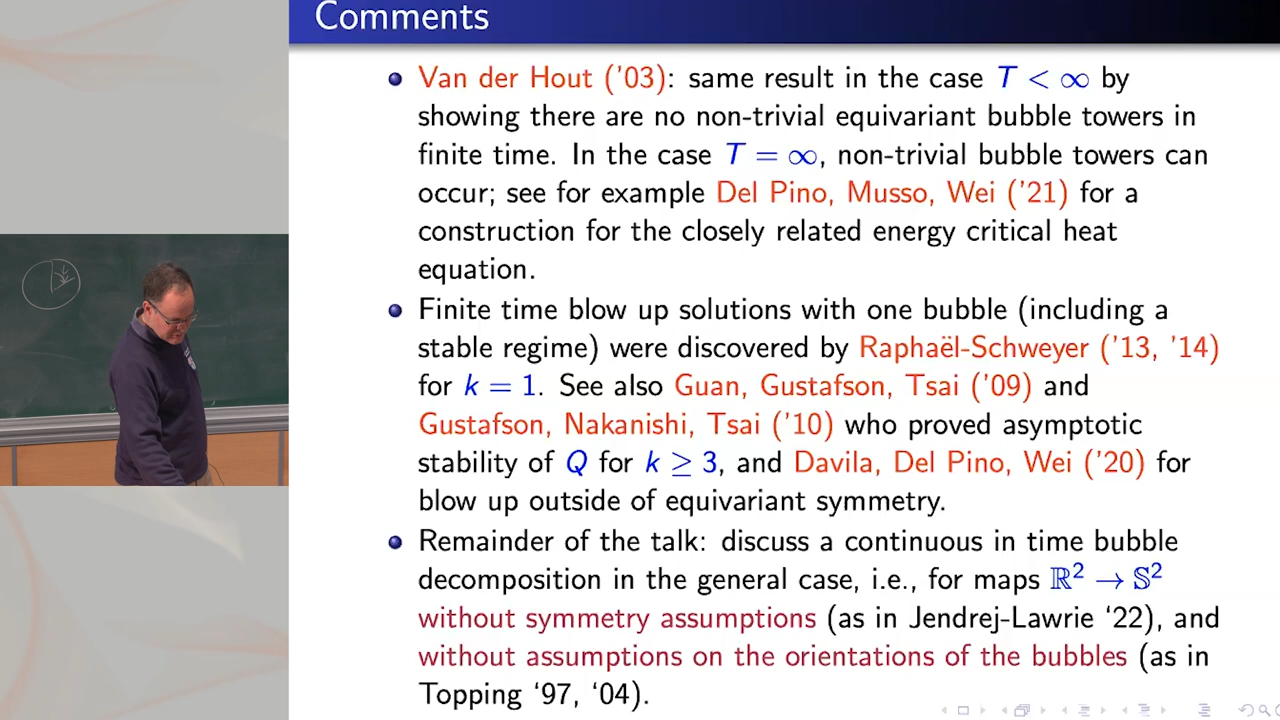 Comments
Van der Hout ('03): same result in the case T < ∞ by
showing there are no non-trivial equivariant bubble towers in
finite time. In the case T = ∞, non-trivial bubble towers can
occur; see for example Del Pino, Musso, Wei ('21) for a
construction for the closely related energy critical heat
equation.
Finite time blow up solutions with one bubble (including a
stable regime) were discovered by Raphaël-Schweyer ('13, '14)
for k = 1. See also Guan, Gustafson, Tsai ('09) and
Gustafson, Nakanishi, Tsai ('10) who proved asymptotic
stability of Q for k ≥ 3, and Davila, Del Pino, Wei ('20) for
blow up outside of equivariant symmetry.
Remainder of the talk: discuss a continuous in time bubble
decomposition in the general case, i.e., for maps ℝ² → 𝕊²
without symmetry assumptions (as in Jendrej-Lawrie '22), and
without assumptions on the orientations of the bubbles (as in
Topping '97, '04).